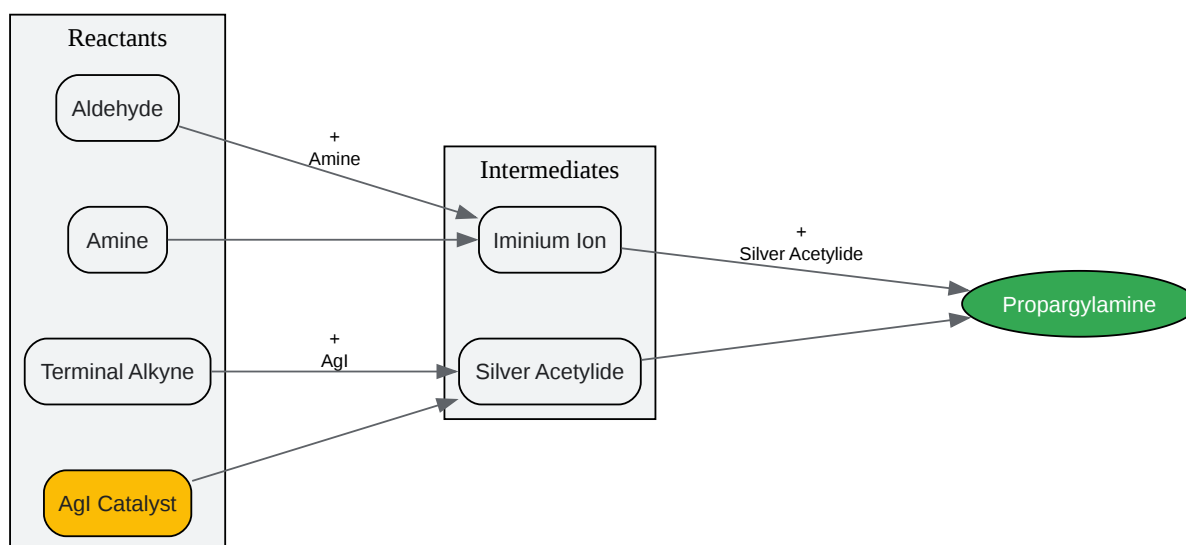 Reactants
Aldehyde
+
Amine
Intermediates
Amine
Iminium Ion
+
Silver Acetylide
Propargylamine
Terminal Alkyne
+
AgI
Silver Acetylide
AgI Catalyst